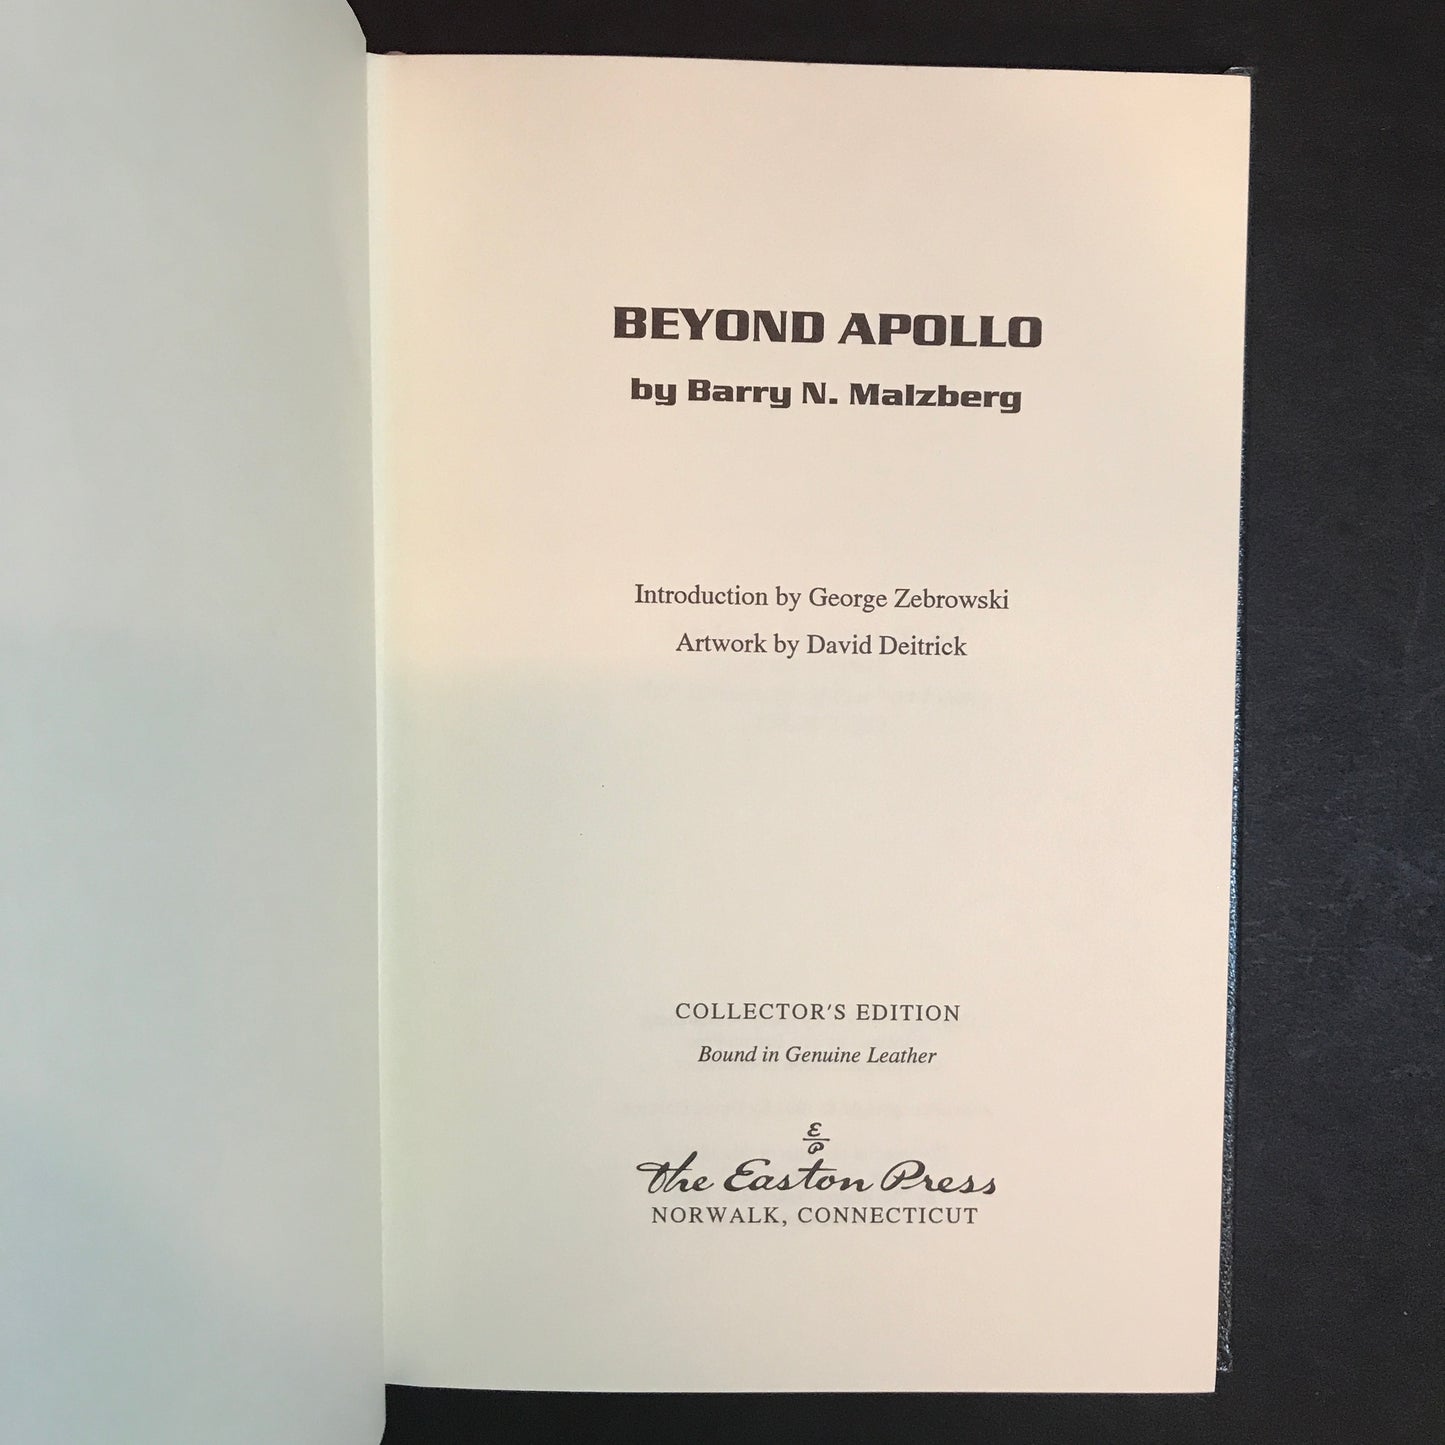 BEYOND APOLLO
by Barry N. Malzberg
Introduction by George Zebrowski
Artwork by David Deitrick
COLLECTOR'S EDITION
Bound in Genuine Leather
E
P
The Easton Press
NORWALK, CONNECTICUT